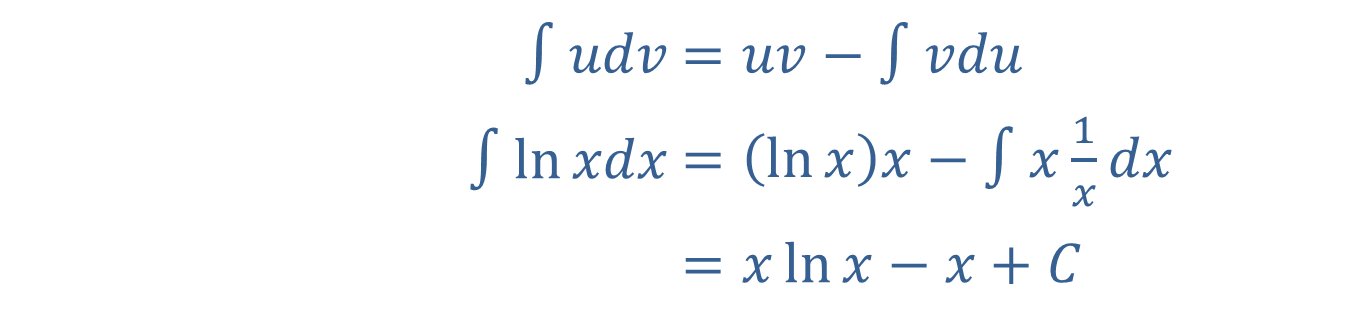 ∫ udv = uv − ∫ vdu
∫ ln xdx = (ln x)x − ∫ x 1/x dx
= x ln x − x + C